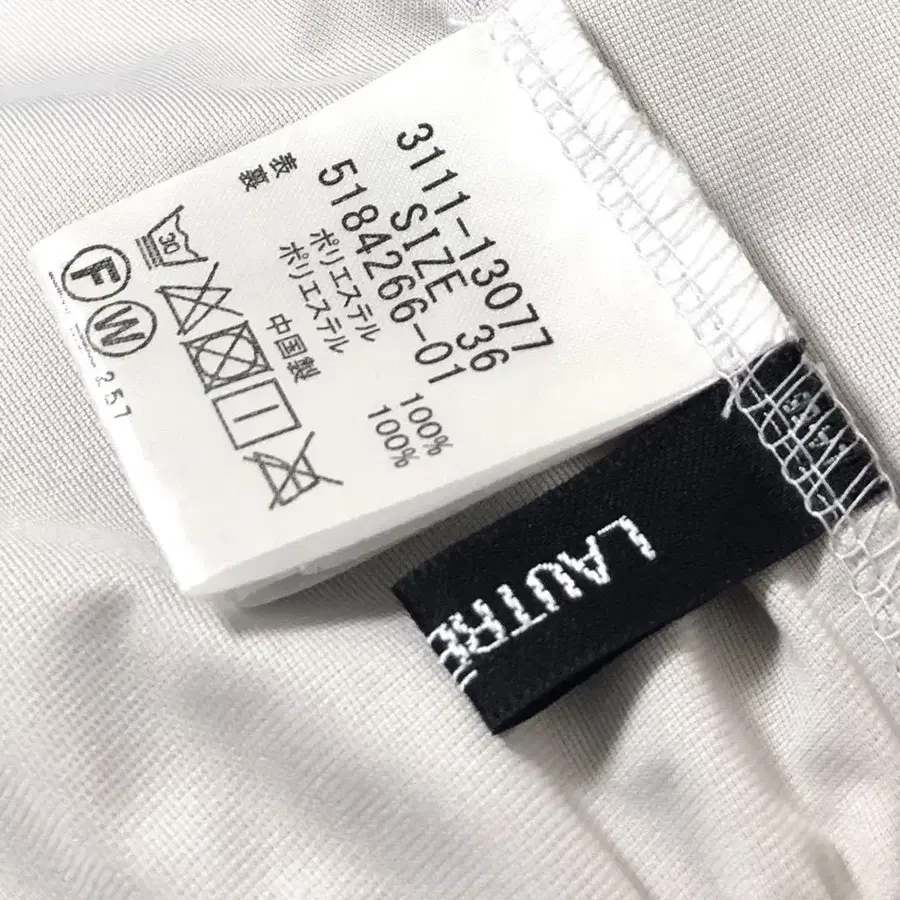 3111-13077
SIZE 36
5184266-01
表 ポリエステル 100%
裏 ポリエステル 100%
中国製
30
F W
257
LAUTRE